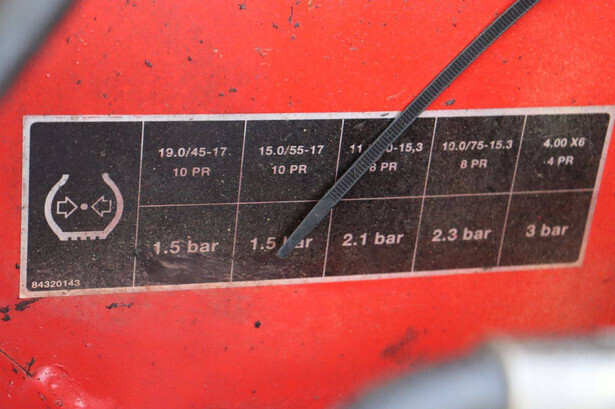 19.0/45-17 15.0/55-17 10.0/75-15.3 4.00 X6
10 PR 10 PR 8 PR 8 PR 4 PR
1.5 bar 1.5 bar 2.1 bar 2.3 bar 3 bar
84320143